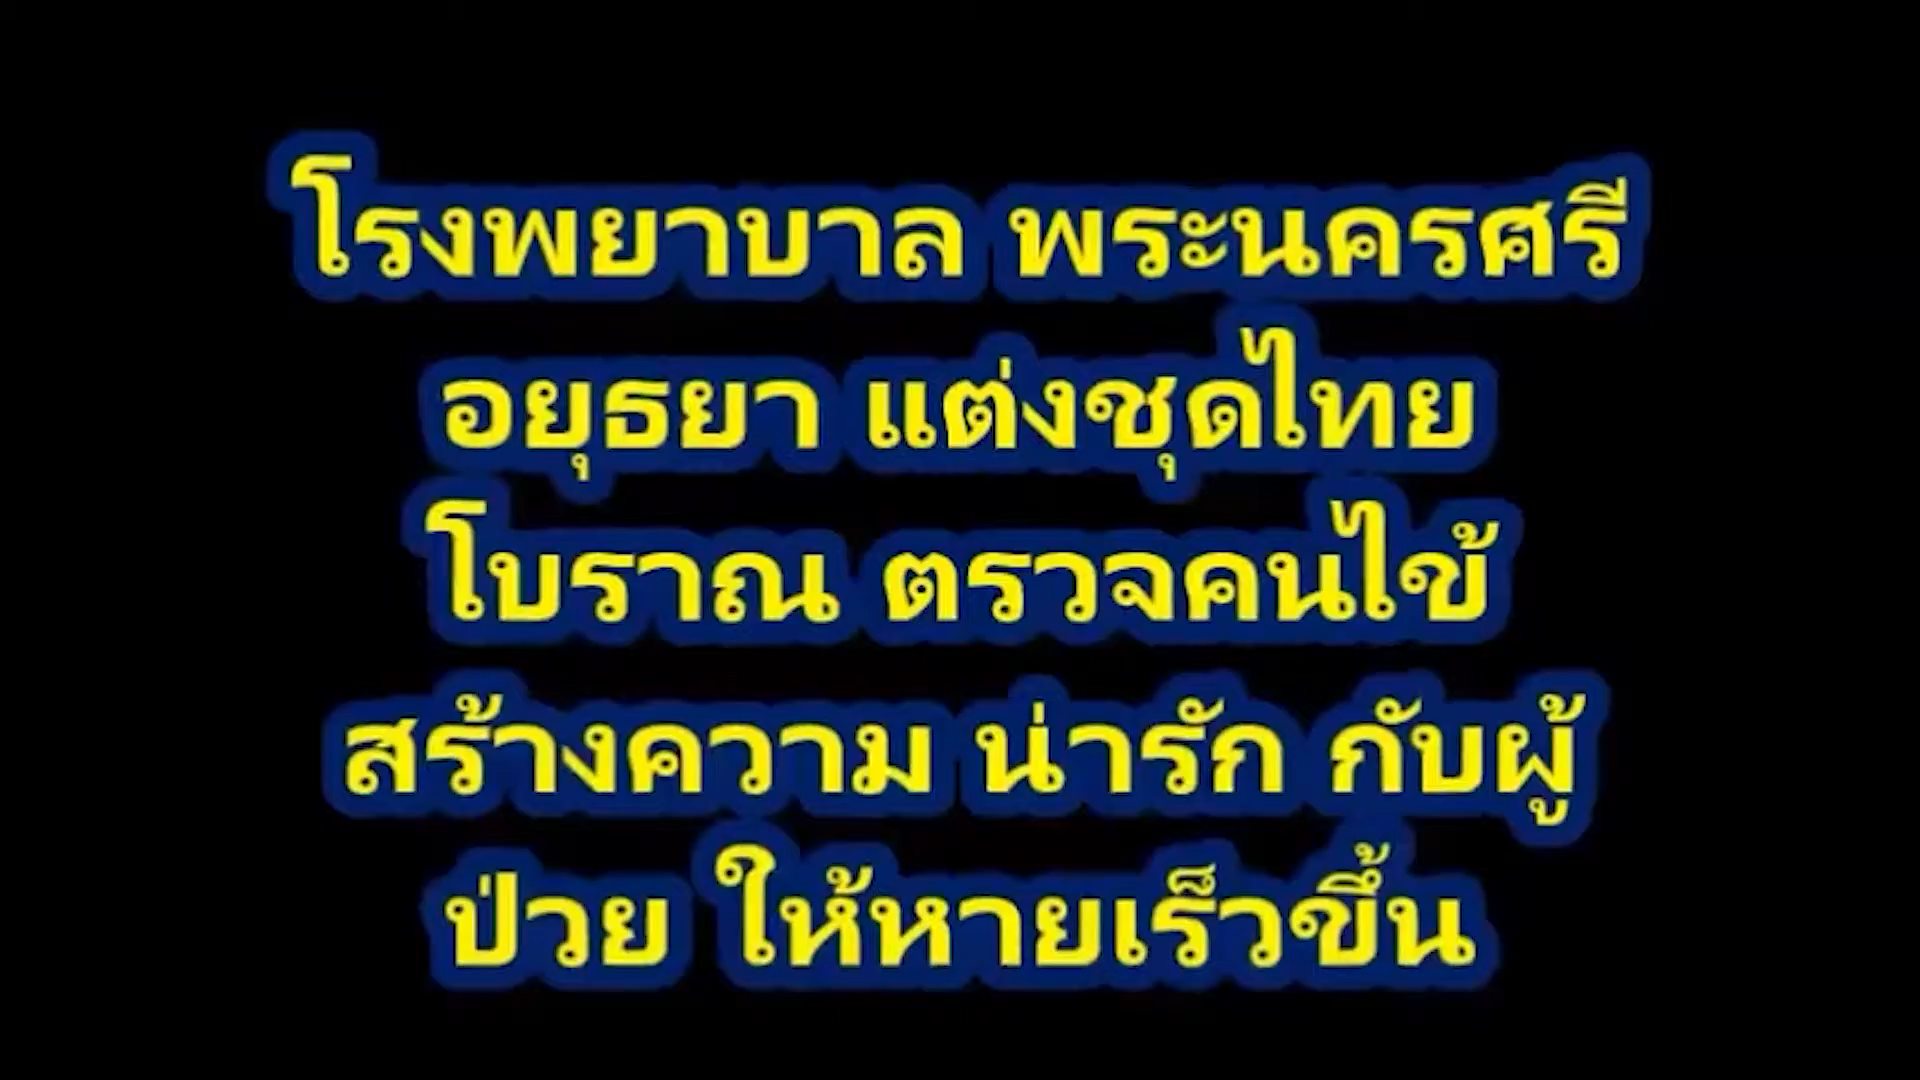 โรงพยาบาล พระนครศรี
อยุธยา แต่งชุดไทย
โบราณ ตรวจคนไข้
สร้างความ น่ารัก กับผู้
ป่วย ให้หายเร็วขึ้น